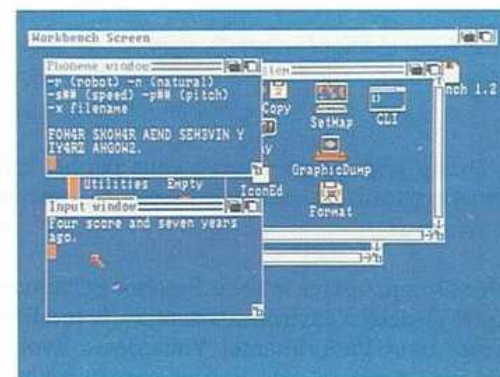 Workbench Screen
Phoneme window
-r (robot) -n (natural)
-s## (speed) -p## (pitch)
-x filename
FOH4R SKOH4R AEND SEH3VIN Y
IY4RZ AHGOW2.
Copy
SetMap
CLI
nch 1.2
GraphicDump
Utilities Empty
IconEd
Format
Input window
Four score and seven years
ago.